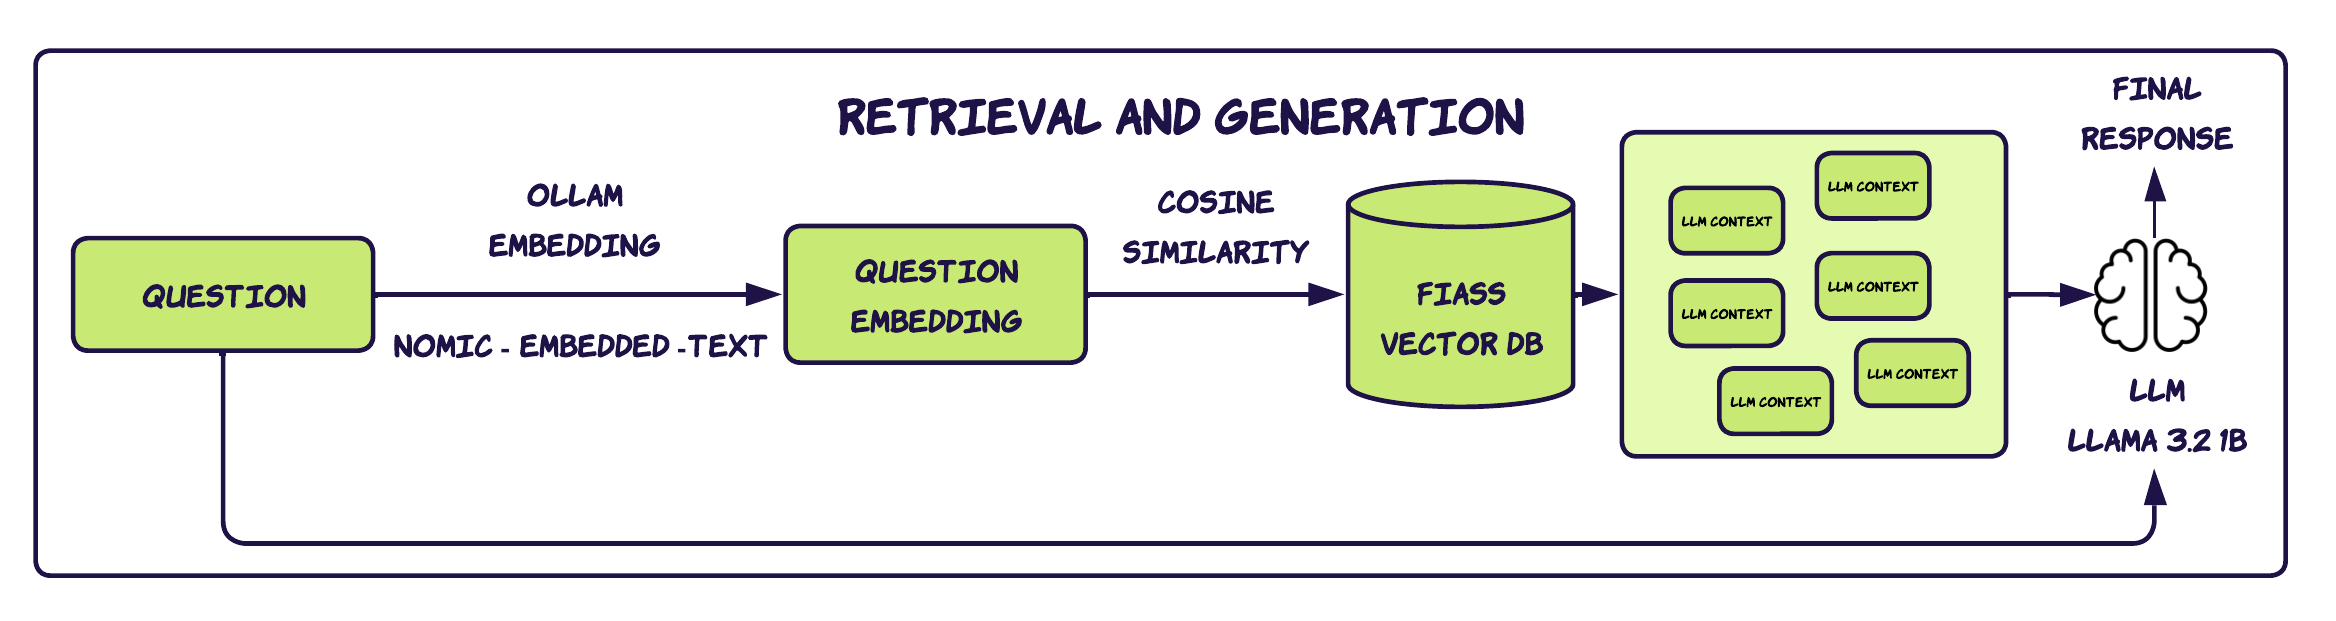 RETRIEVAL AND GENERATION
QUESTION
OLLAM
EMBEDDING
NOMIC - EMBEDDED -TEXT
QUESTION
EMBEDDING
COSINE
SIMILARITY
FIASS
VECTOR DB
LLM CONTEXT
LLM CONTEXT
LLM CONTEXT
LLM CONTEXT
LLM CONTEXT
LLM CONTEXT
FINAL
RESPONSE
LLM
LLAMA 3.2 1B